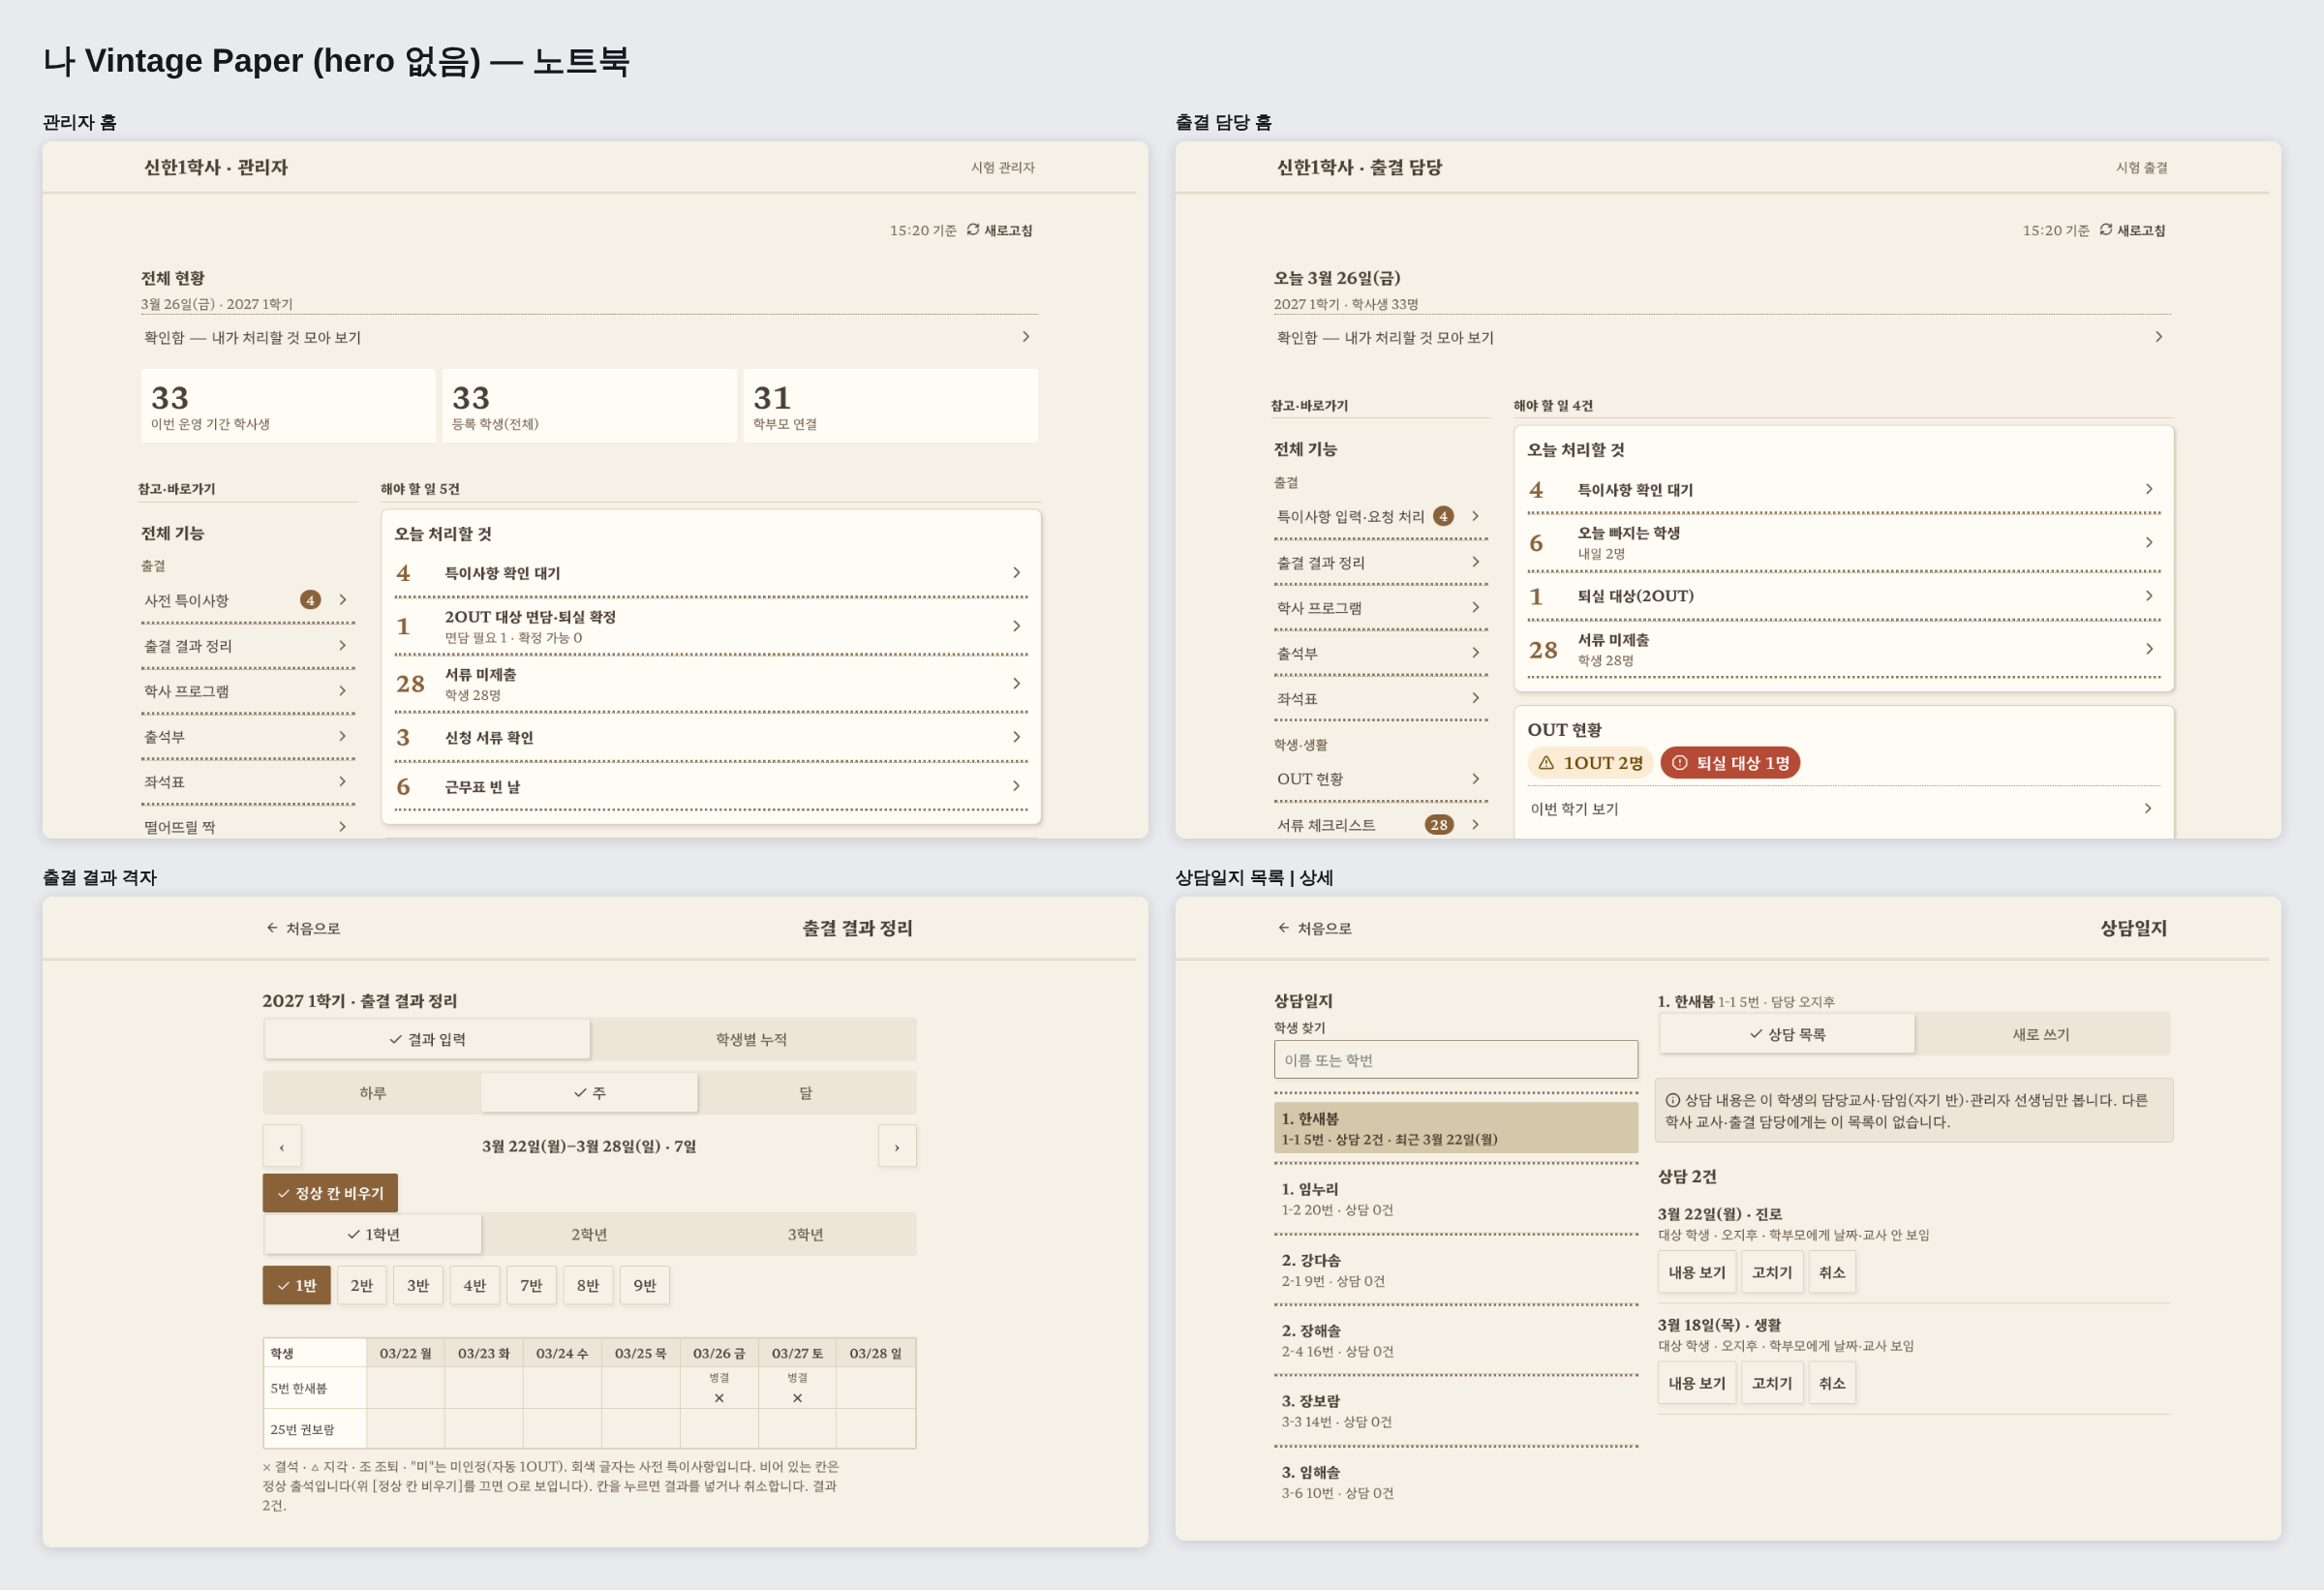 나 Vintage Paper (hero 없음) — 노트북
관리자 홈
신한1학사 · 관리자
시험 관리자
15:20 기준 새로고침
전체 현황
3월 26일(금) · 2027 1학기
확인함 — 내가 처리할 것 모아 보기
33
이번 운영 기간 학사생
33
등록 학생(전체)
31
학부모 연결
참고·바로가기
전체 기능
출결
사전 특이사항 4
출결 결과 정리
학사 프로그램
출석부
좌석표
떨어뜨릴 짝
해야 할 일 5건
오늘 처리할 것
4 특이사항 확인 대기
1 2OUT 대상 면담·퇴실 확정
면담 필요 1 · 확정 가능 0
28 서류 미제출
학생 28명
3 신청 서류 확인
6 근무표 빈 날
출결 담당 홈
신한1학사 · 출결 담당
시험 출결
15:20 기준 새로고침
오늘 3월 26일(금)
2027 1학기 · 학사생 33명
확인함 — 내가 처리할 것 모아 보기
참고·바로가기
전체 기능
출결
특이사항 입력·요청 처리 4
출결 결과 정리
학사 프로그램
출석부
좌석표
학생·생활
OUT 현황
서류 체크리스트 28
해야 할 일 4건
오늘 처리할 것
4 특이사항 확인 대기
6 오늘 빠지는 학생
내일 2명
1 퇴실 대상(2OUT)
28 서류 미제출
학생 28명
OUT 현황
1OUT 2명 퇴실 대상 1명
이번 학기 보기
출결 결과 격자
← 처음으로
출결 결과 정리
2027 1학기 · 출결 결과 정리
✓ 결과 입력 학생별 누적
하루 ✓ 주 달
‹ 3월 22일(월)–3월 28일(일) · 7일 ›
✓ 정상 칸 비우기
✓ 1학년 2학년 3학년
✓ 1반 2반 3반 4반 7반 8반 9반
학생 03/22 월 03/23 화 03/24 수 03/25 목 03/26 금 03/27 토 03/28 일
5번 한새봄 병결 × 병결 ×
25번 권보람
× 결석 · △ 지각 · 조 조퇴 · "미"는 미인정(자동 1OUT). 회색 글자는 사전 특이사항입니다. 비어 있는 칸은
정상 출석입니다(위 [정상 칸 비우기]를 끄면 ○로 보입니다). 칸을 누르면 결과를 넣거나 취소합니다. 결과
2건.
상담일지 목록 | 상세
← 처음으로
상담일지
상담일지
학생 찾기
이름 또는 학번
1. 한새봄
1-1 5번 · 상담 2건 · 최근 3월 22일(월)
1. 임누리
1-2 20번 · 상담 0건
2. 강다솜
2-1 9번 · 상담 0건
2. 장해솔
2-4 16번 · 상담 0건
3. 장보람
3-3 14번 · 상담 0건
3. 임해솔
3-6 10번 · 상담 0건
1. 한새봄 1-1 5번 · 담당 오지후
✓ 상담 목록 새로 쓰기
상담 내용은 이 학생의 담당교사·담임(자기 반)·관리자 선생님만 봅니다. 다른
학사 교사·출결 담당에게는 이 목록이 없습니다.
상담 2건
3월 22일(월) · 진로
대상 학생 · 오지후 · 학부모에게 날짜·교사 안 보임
내용 보기 고치기 취소
3월 18일(목) · 생활
대상 학생 · 오지후 · 학부모에게 날짜·교사 보임
내용 보기 고치기 취소